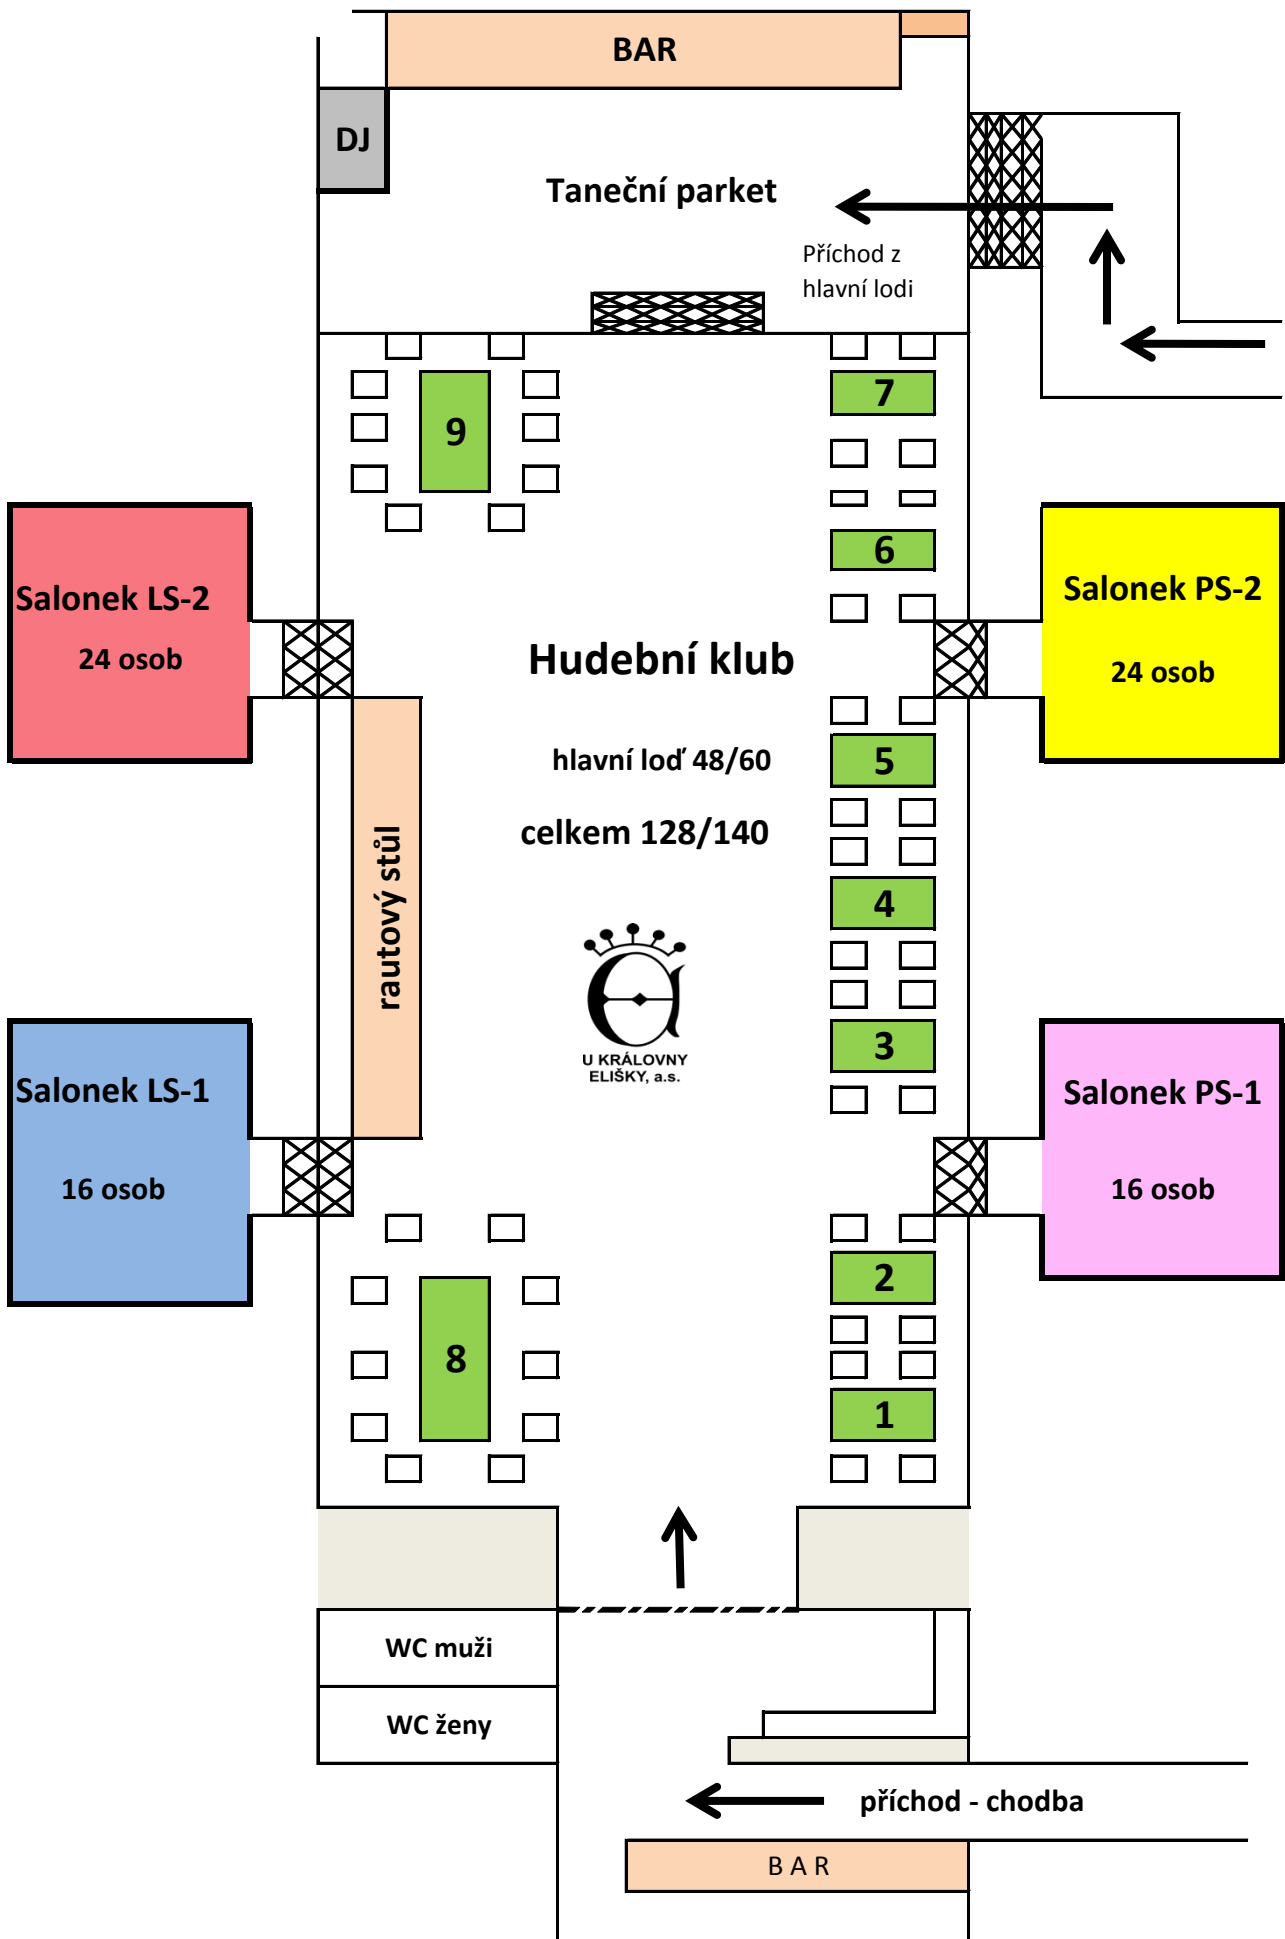 BAR
DJ
Taneční parket
Příchod z
hlavní lodi
7
9
6
Salonek LS-2
24 osob
Salonek PS-2
24 osob
Hudební klub
hlavní loď 48/60
celkem 128/140
5
rautový stůl
4
3
U KRÁLOVNY
ELIŠKY, a.s.
Salonek LS-1
16 osob
Salonek PS-1
16 osob
2
8
1
WC muži
WC ženy
příchod - chodba
B A R